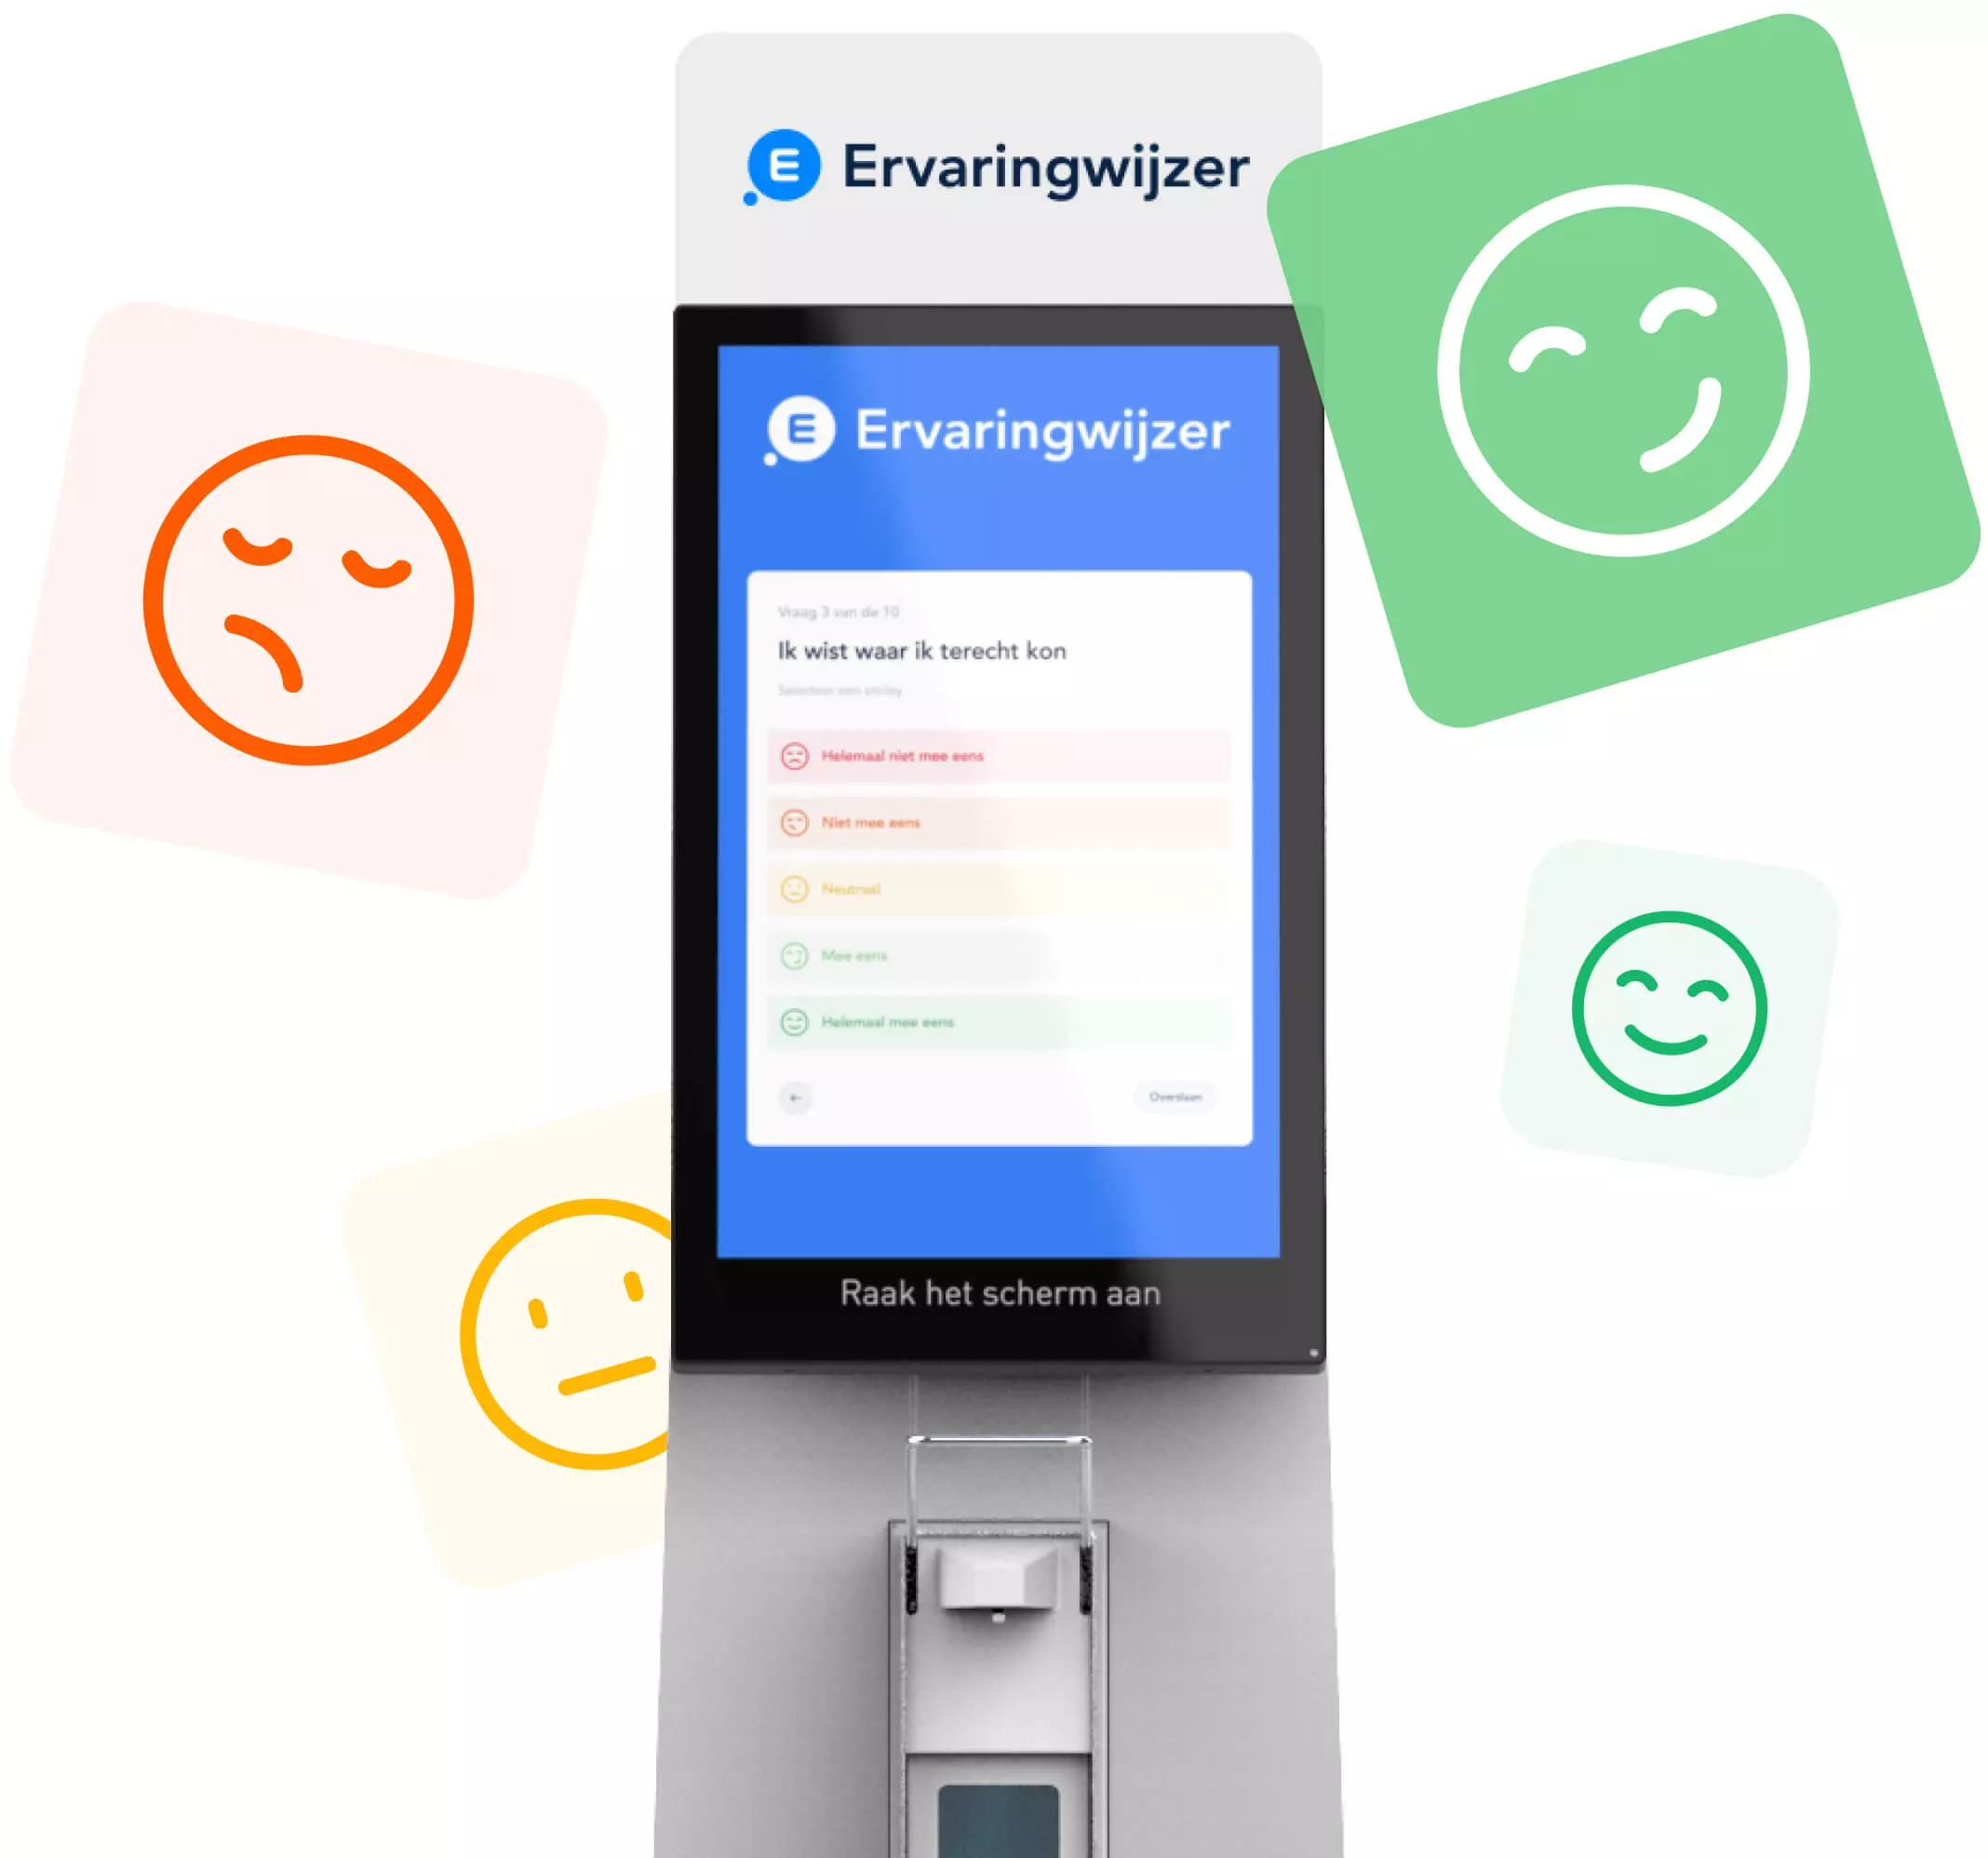 Ervaringwijzer
Ervaringwijzer
Vraag 3 van de 10
Ik wist waar ik terecht kon
Selecteer een smiley
Helemaal niet mee eens
Niet mee eens
Neutraal
Mee eens
Helemaal mee eens
Overslaan
Raak het scherm aan